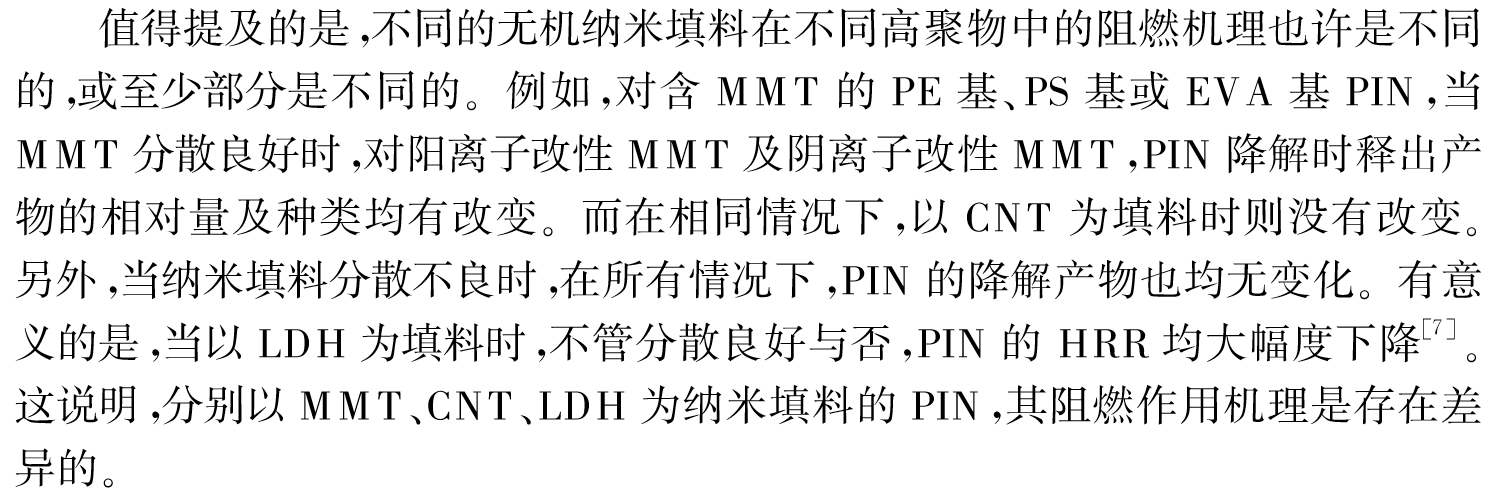 值得提及的是,不同的无机纳米填料在不同高聚物中的阻燃机理也许是不同
的,或至少部分是不同的。例如,对含 MMT 的 PE 基、PS 基或 EVA 基 PIN,当
MMT 分散良好时,对阳离子改性 MMT 及阴离子改性 MMT,PIN 降解时释出产
物的相对量及种类均有改变。而在相同情况下,以 CNT 为填料时则没有改变。
另外,当纳米填料分散不良时,在所有情况下,PIN 的降解产物也均无变化。有意
义的是,当以 LDH 为填料时,不管分散良好与否,PIN 的 HRR 均大幅度下降[7]。
这说明,分别以 MMT、CNT、LDH 为纳米填料的 PIN,其阻燃作用机理是存在差
异的。